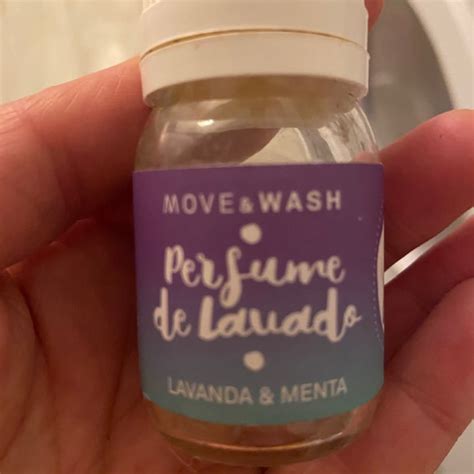 MOVE & WASH
Perfume
de Lavado
LAVANDA & MENTA